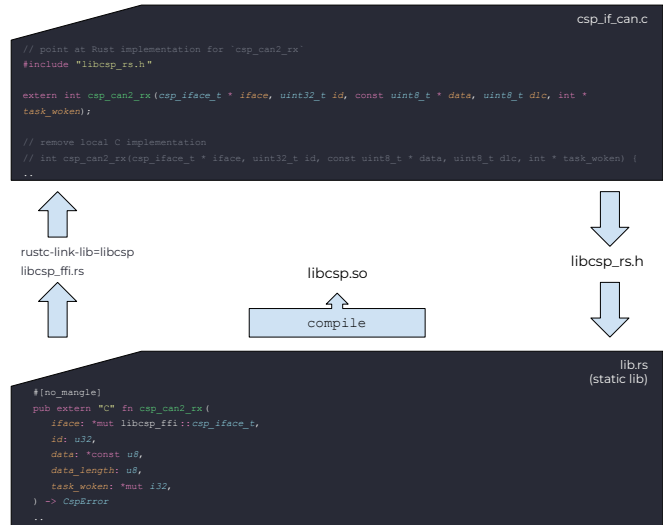 csp_if_can.c
// point at Rust implementation for `csp_can2_rx`
#include "libcsp_rs.h"
extern int csp_can2_rx(csp_iface_t * iface, uint32_t id, const uint8_t * data, uint8_t dlc, int *
task_woken);
// remove local C implementation
// int csp_can2_rx(csp_iface_t * iface, uint32_t id, const uint8_t * data, uint8_t dlc, int * task_woken) {
..
rustc-link-lib=libcsp
libcsp_ffi.rs
libcsp_rs.h
libcsp.so
compile
lib.rs
(static lib)
#[no_mangle]
pub extern "C" fn csp_can2_rx(
iface: *mut libcsp_ffi::csp_iface_t,
id: u32,
data: *const u8,
data_length: u8,
task_woken: *mut i32,
) -> CspError
..